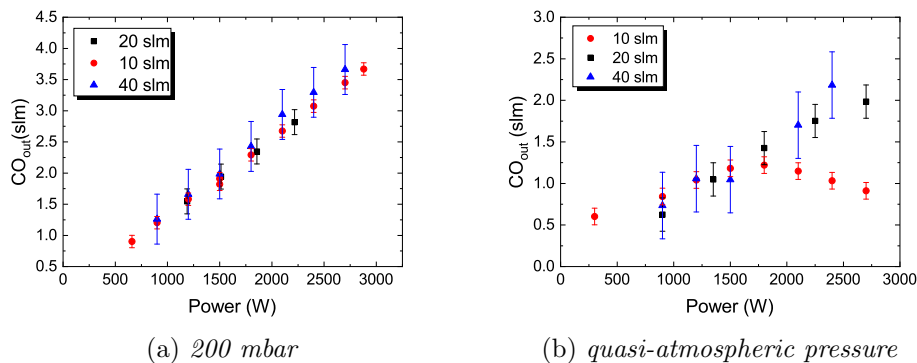 4.5
4.0
3.5
3.0
2.5
2.0
1.5
1.0
0.5
CO_out (slm)
20 slm
10 slm
40 slm
0 500 1000 1500 2000 2500 3000
Power (W)
(a) 200 mbar
3.0
2.5
2.0
1.5
1.0
0.5
0.0
CO_out (slm)
10 slm
20 slm
40 slm
0 500 1000 1500 2000 2500 3000
Power (W)
(b) quasi-atmospheric pressure